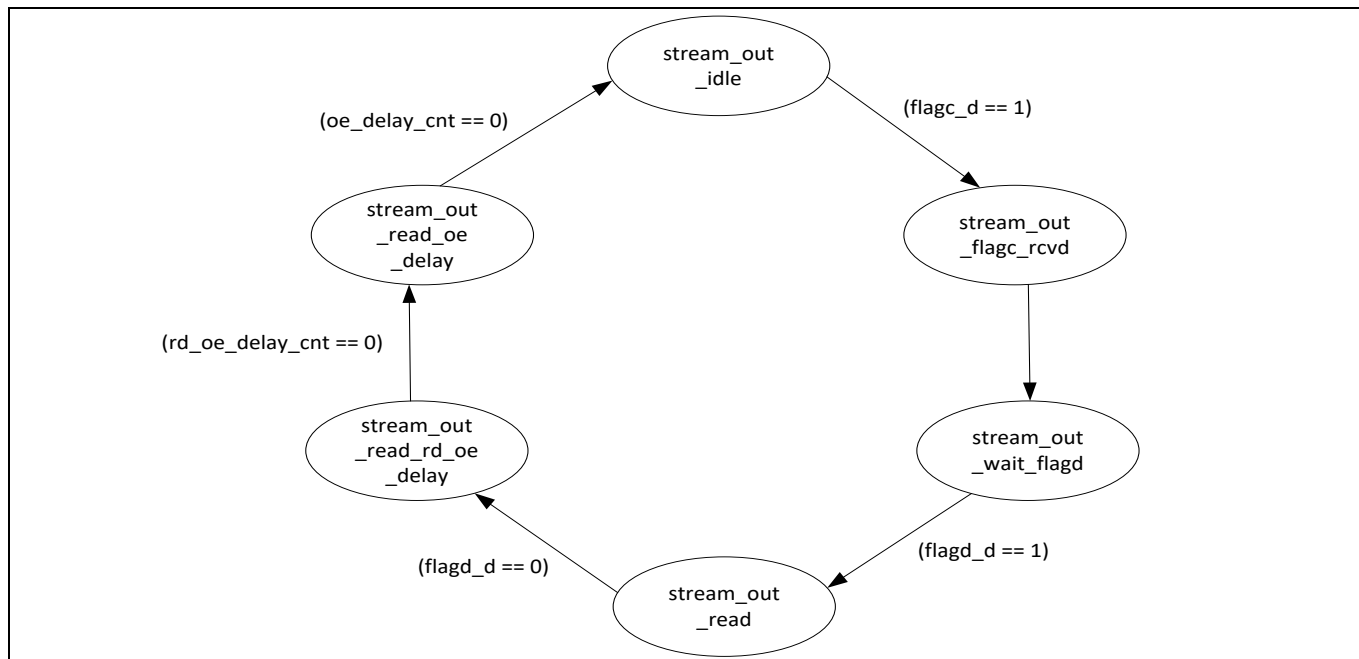 stream_out
_idle
(oe_delay_cnt == 0)
(flagc_d == 1)
stream_out
_read_oe
_delay
stream_out
_flagc_rcvd
(rd_oe_delay_cnt == 0)
stream_out
_read_rd_oe
_delay
stream_out
_wait_flagd
(flagd_d == 0)
(flagd_d == 1)
stream_out
_read